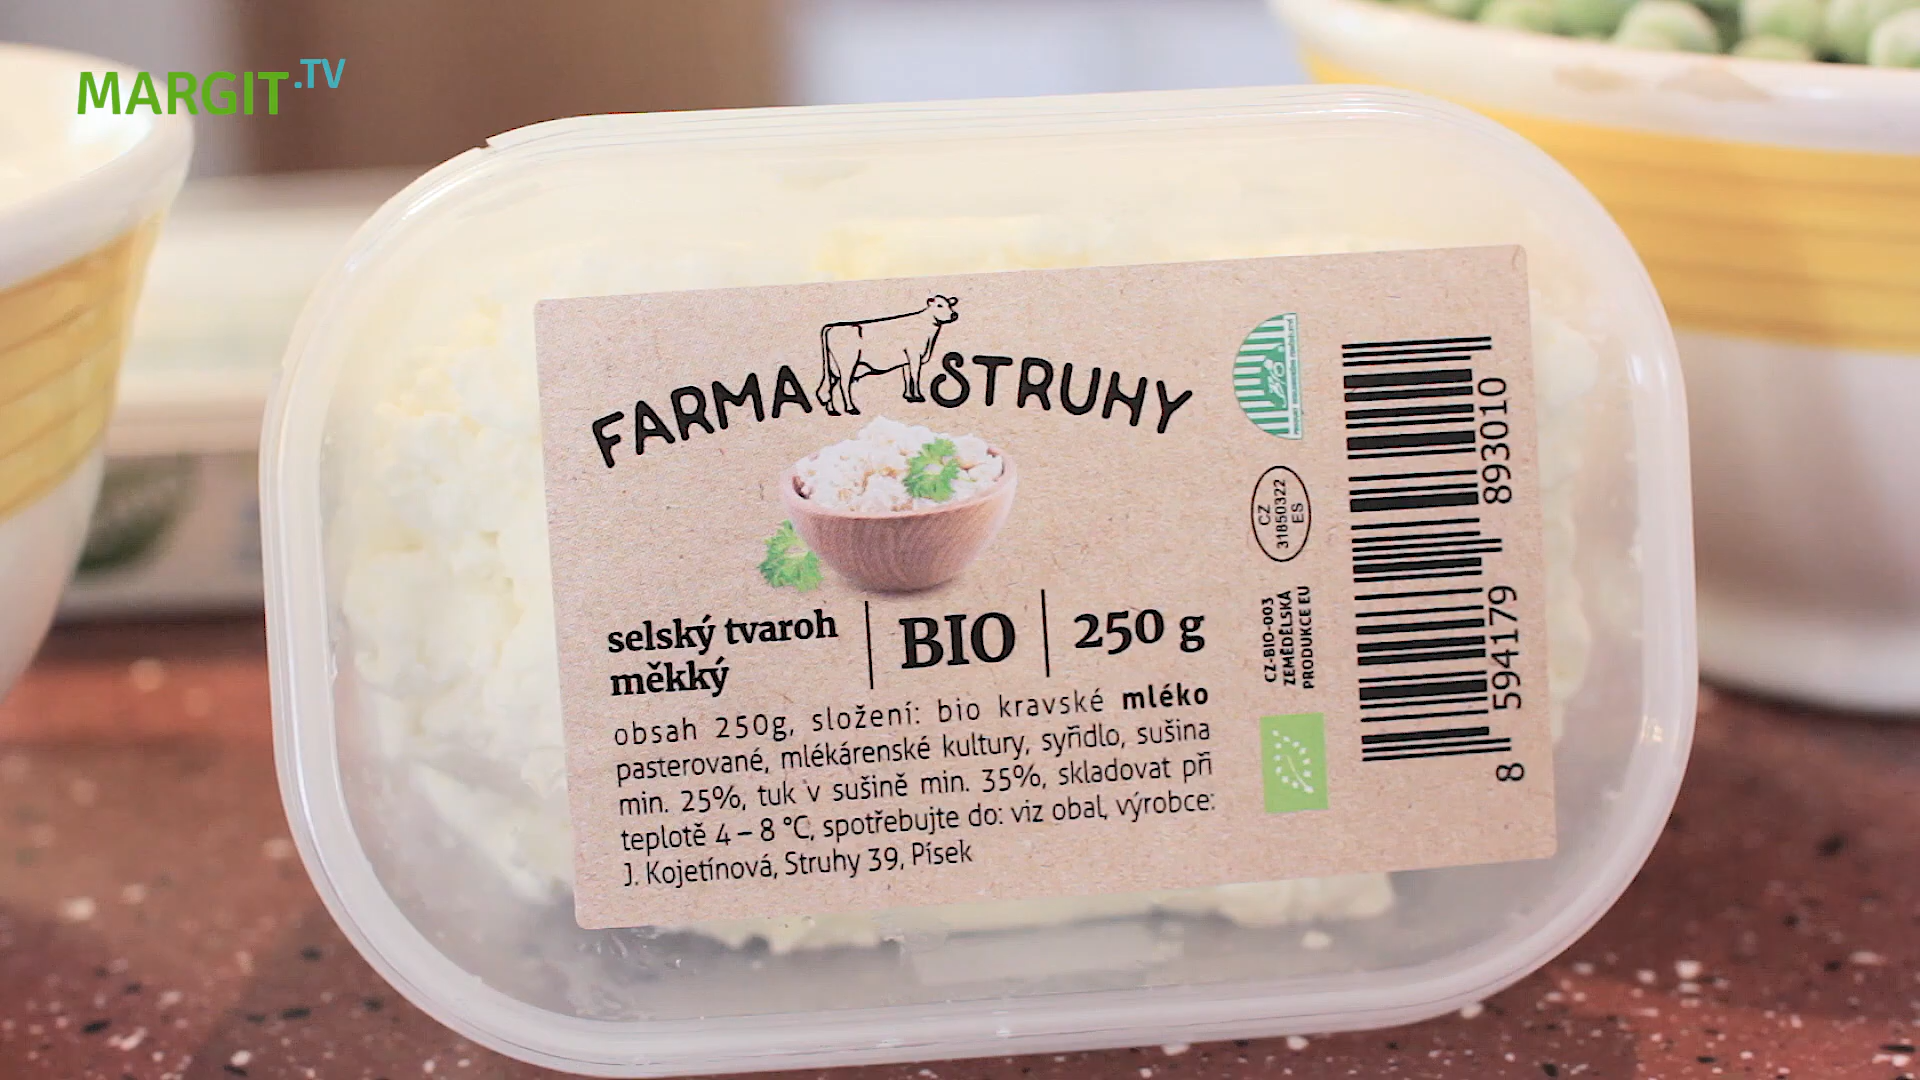 MARGIT.TV
FARMA STRUHY
selský tvaroh
měkký
BIO
250 g
obsah 250g, složení: bio kravské mléko
pasterované, mlékárenské kultury, syřidlo, sušina
min. 25%, tuk v sušině min. 35%, skladovat při
teplotě 4 – 8 °C, spotřebujte do: viz obal, výrobce:
J. Kojetínová, Struhy 39, Písek
BIO
CZ
31850322
ES
CZ-BIO-003
ZEMĚDĚLSKÁ
PRODUKCE EU
8 594179 893010